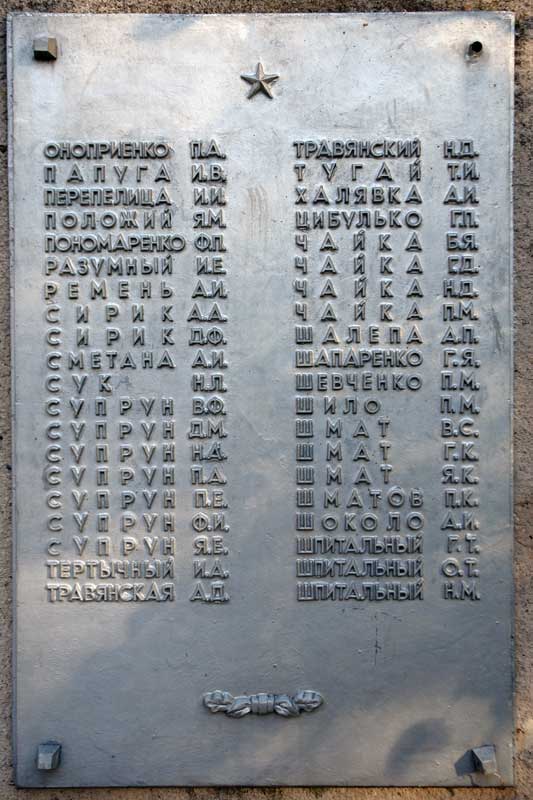 ОНОПРИЕНКО П.А.
ПАПУГА И.В.
ПЕРЕПЕЛИЦА И.И.
ПОЛОЖИЙ Я.М.
ПОНОМАРЕНКО Ф.П.
РАЗУМНЫЙ И.Е.
РЕМЕНЬ А.И.
СИРИК А.А.
СИРИК Д.Ф.
СМЕТАНА А.И.
СУК Н.Л.
СУПРУН В.Ф.
СУПРУН Д.М.
СУПРУН Н.Д.
СУПРУН П.А.
СУПРУН П.Е.
СУПРУН Ф.И.
СУПРУН Я.Е.
ТЕРТЫЧНЫЙ И.А.
ТРАВЯНСКАЯ А.Д.
ТРАВЯНСКИЙ Н.Д.
ТУГАЙ Т.И.
ХАЛЯВКА А.И.
ЦИБУЛЬКО Г.П.
ЧАЙКА Б.Я.
ЧАЙКА Г.Д.
ЧАЙКА Н.Д.
ЧАЙКА П.М.
ШАЛЕПА А.П.
ШАПАРЕНКО Г.Я.
ШЕВЧЕНКО П.М.
ШИЛО П.М.
ШМАТ В.С.
ШМАТ Г.К.
ШМАТ Я.К.
ШМАТОВ П.К.
ШОКОЛО А.И.
ШПИТАЛЬНЫЙ Г.Т.
ШПИТАЛЬНЫЙ О.Т.
ШПИТАЛЬНЫЙ Н.М.